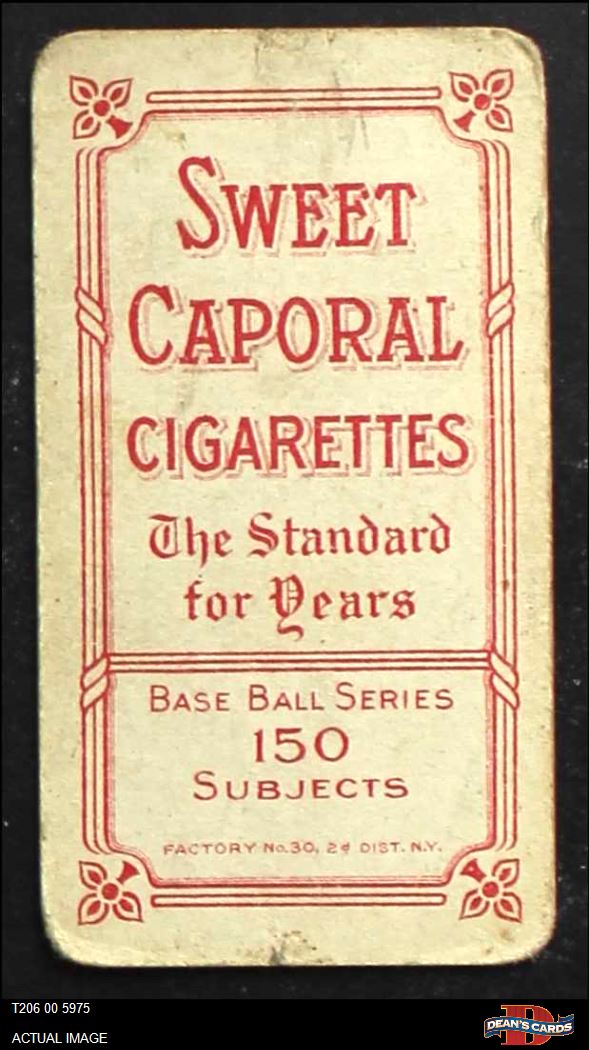 SWEET
CAPORAL
CIGARETTES
The Standard
for Years
BASE BALL SERIES
150
SUBJECTS
FACTORY No. 30, 2d DIST. N.Y.
T206 00 5975
ACTUAL IMAGE
D
DEAN'S CARDS